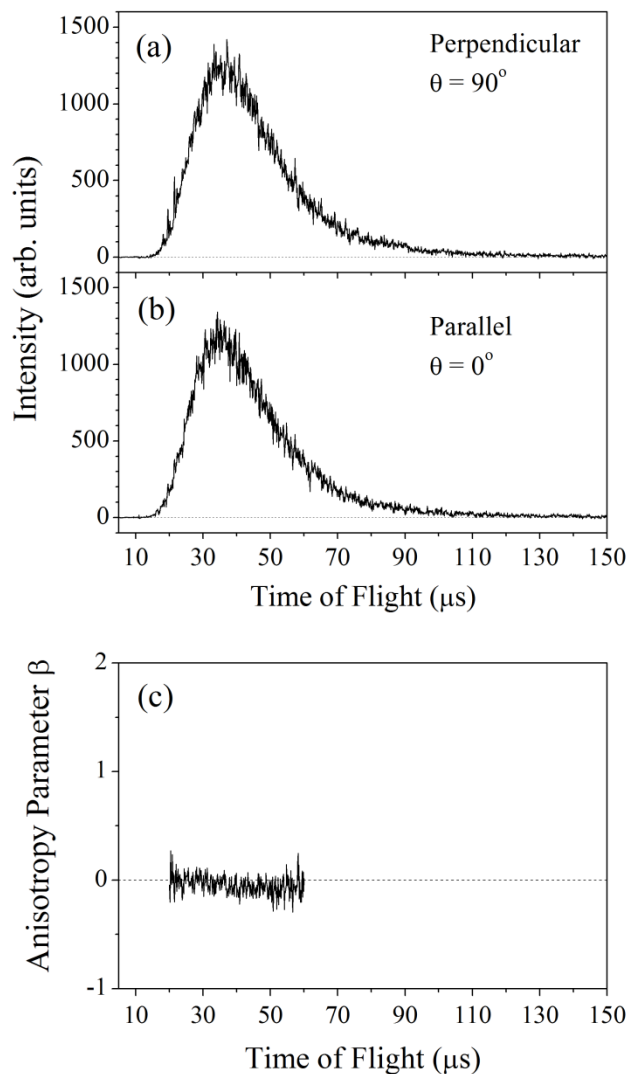 (a)
Perpendicular
θ = 90°
1500
1000
500
0
Intensity (arb. units)
(b)
Parallel
θ = 0°
1500
1000
500
0
10 30 50 70 90 110 130 150
Time of Flight (μs)
(c)
2
1
0
-1
Anisotropy Parameter β
10 30 50 70 90 110 130 150
Time of Flight (μs)